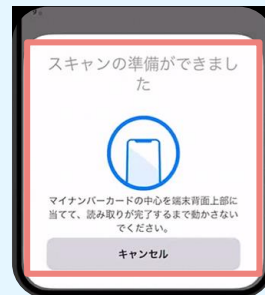 スキャンの準備ができまし
た
マイナンバーカードの中心を端末背面上部に
当てて、読み取りが完了するまで動かさない
でください。
キャンセル